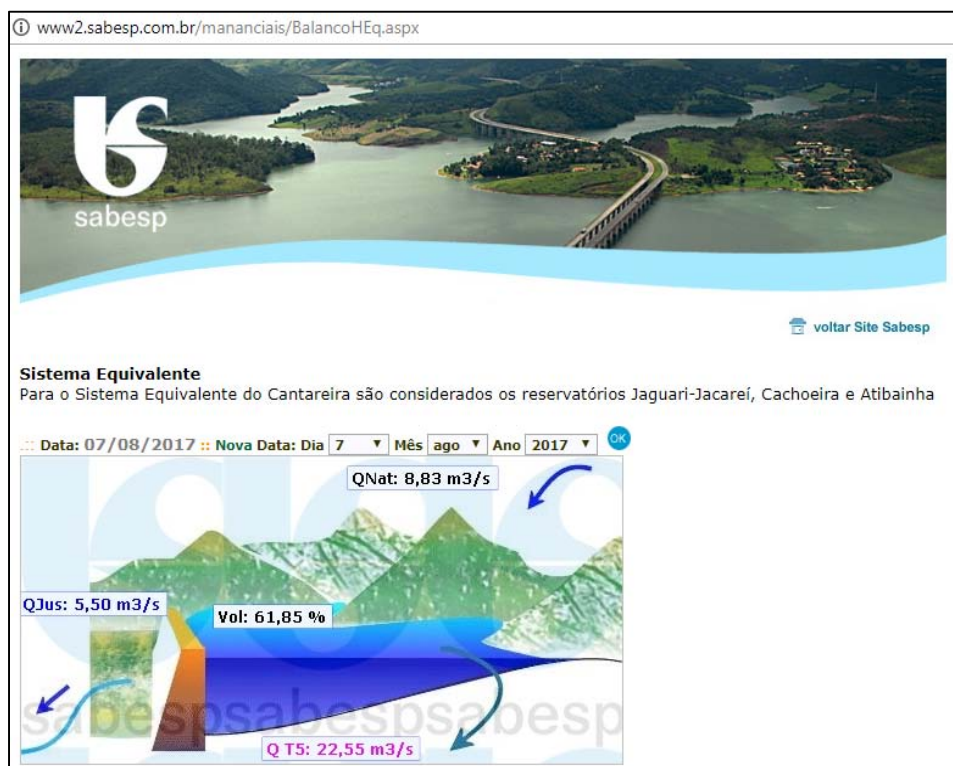 www2.sabesp.com.br/mananciais/BalancoHEq.aspx
sabesp
voltar Site Sabesp
Sistema Equivalente
Para o Sistema Equivalente do Cantareira são considerados os reservatórios Jaguari-Jacareí, Cachoeira e Atibainha
.:: Data: 07/08/2017 :: Nova Data: Dia 7 Mês ago Ano 2017 OK
QNat: 8,83 m3/s
QJus: 5,50 m3/s
Vol: 61,85 %
sabespsabespsabesp
Q T5: 22,55 m3/s